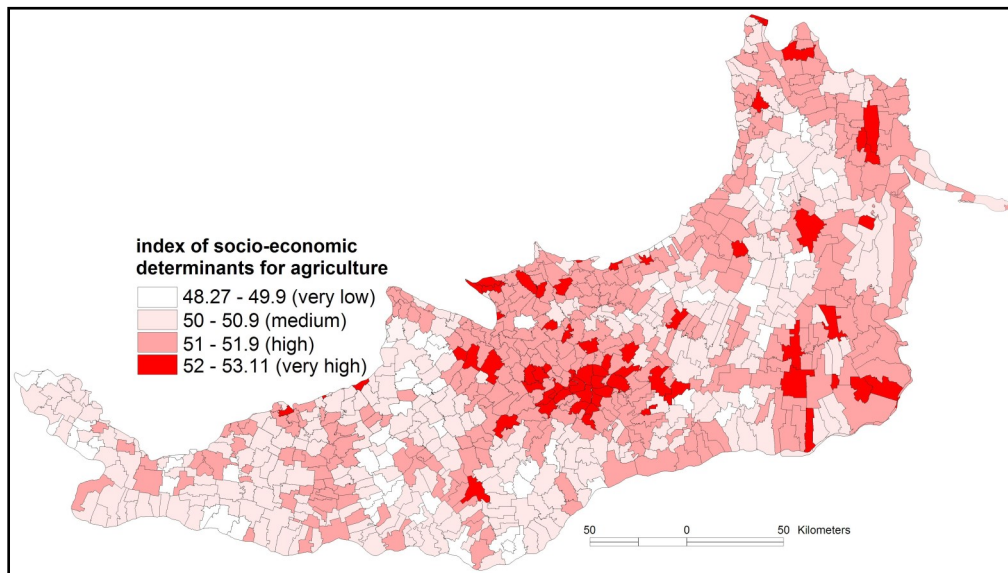 index of socio-economic
determinants for agriculture
48.27 - 49.9 (very low)
50 - 50.9 (medium)
51 - 51.9 (high)
52 - 53.11 (very high)
50 0 50 Kilometers